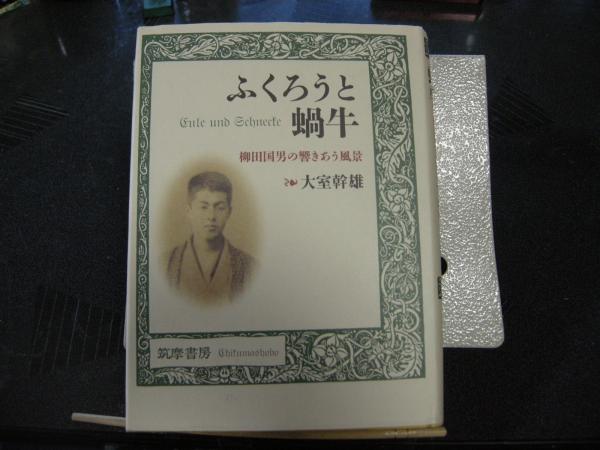 ふくろうと
Eule und Schnecke 蝸牛
柳田国男の響きあう風景
大室幹雄
筑摩書房 Chikumashobo